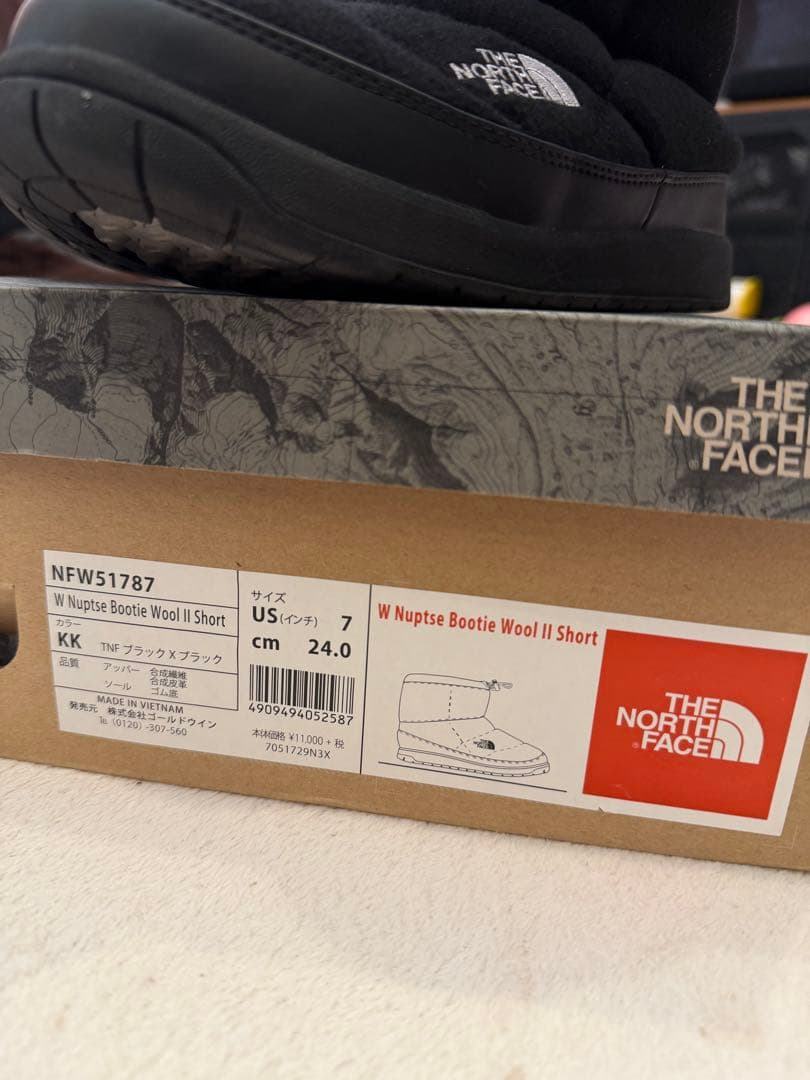 THE
NORTH
FACE
THE
NORTH
FACE
NFW51787
W Nuptse Bootie Wool II Short
カラー
KK TNF ブラック X ブラック
品質 アッパー 合成繊維
合成皮革
ソール ゴム底
MADE IN VIETNAM
発売元 株式会社ゴールドウイン
℡ (0120) -307-560
サイズ
US (インチ) 7
cm 24.0
4909494052587
本体価格 ¥11,000 + 税
7051729N3X
W Nuptse Bootie Wool II Short
THE
NORTH
FACE